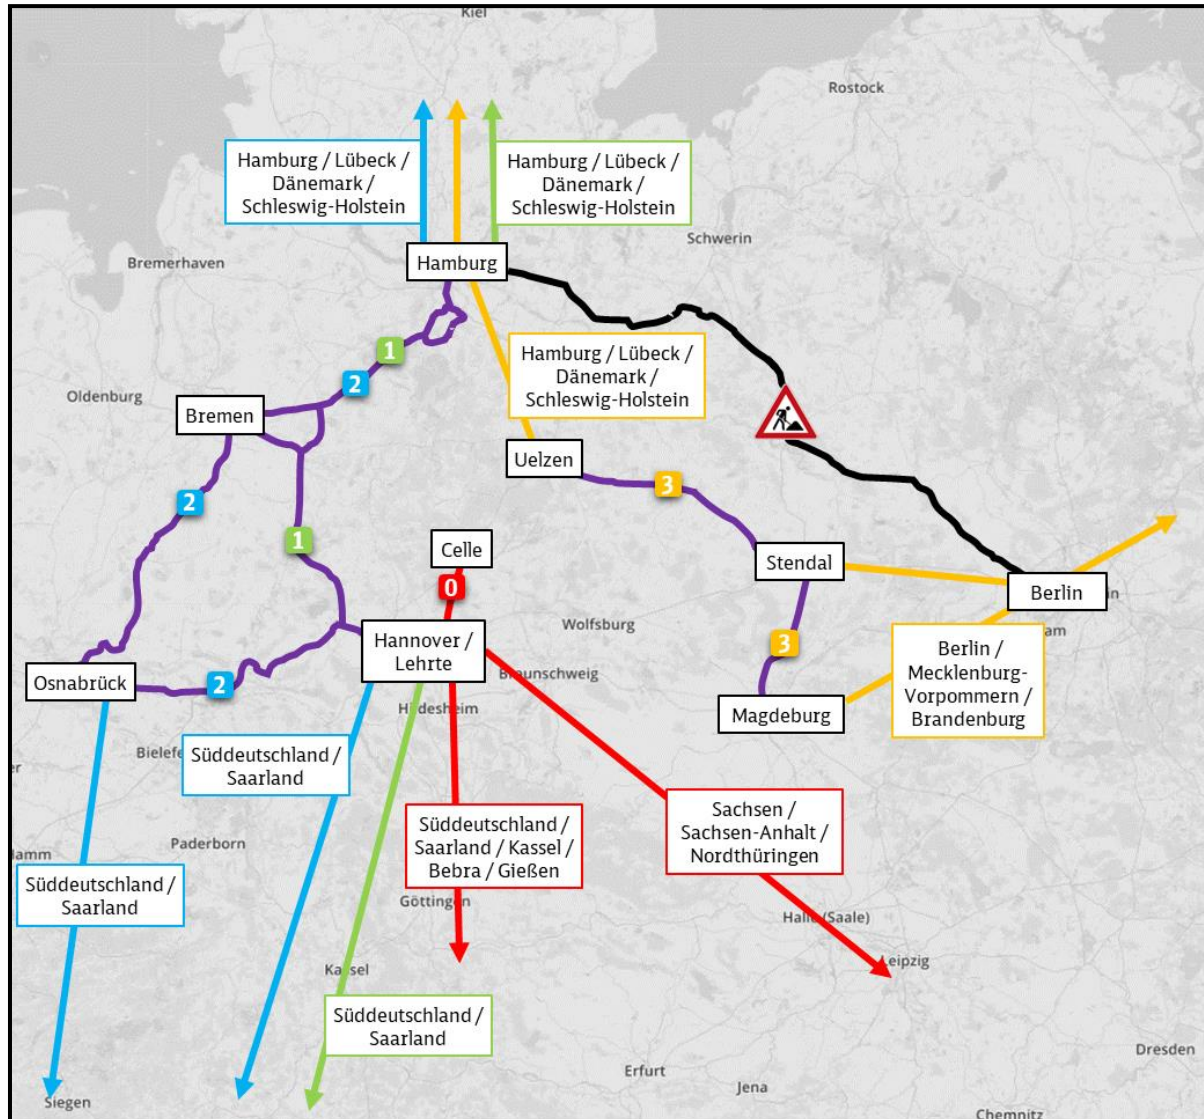 Kiel
Rostock
Hamburg / Lübeck /
Dänemark /
Schleswig-Holstein
Hamburg / Lübeck /
Dänemark /
Schleswig-Holstein
Schwerin
Bremerhaven
Hamburg
1
2
Hamburg / Lübeck /
Dänemark /
Schleswig-Holstein
Oldenburg
Bremen
Uelzen
3
2
1
Celle
0
Stendal
Berlin
Wolfsburg
Hannover /
Lehrte
3
Osnabrück
2
Braunschweig
Magdeburg
Berlin /
Mecklenburg-
Vorpommern /
Brandenburg
Hildesheim
Süddeutschland /
Saarland
Paderborn
Süddeutschland /
Saarland / Kassel /
Bebra / Gießen
Sachsen /
Sachsen-Anhalt /
Nordthüringen
Süddeutschland /
Saarland
Göttingen
Halle (Saale)
Leipzig
Kassel
Süddeutschland /
Saarland
Erfurt
Jena
Dresden
Siegen
Chemnitz